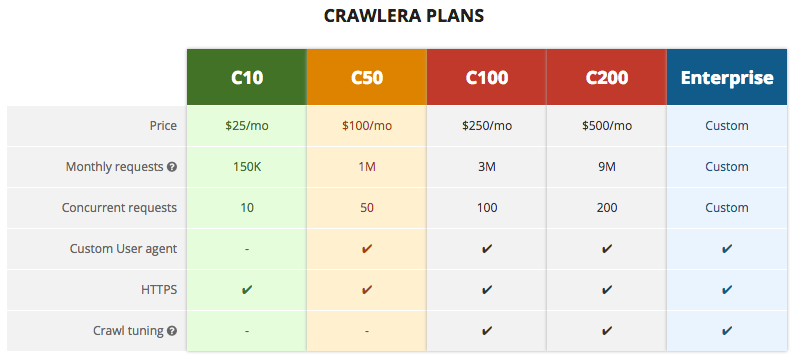 CRAWLERA PLANS
C10 C50 C100 C200 Enterprise
Price $25/mo $100/mo $250/mo $500/mo Custom
Monthly requests ? 150K 1M 3M 9M Custom
Concurrent requests 10 50 100 200 Custom
Custom User agent - ✔ ✔ ✔ ✔
HTTPS ✔ ✔ ✔ ✔ ✔
Crawl tuning ? - - ✔ ✔ ✔